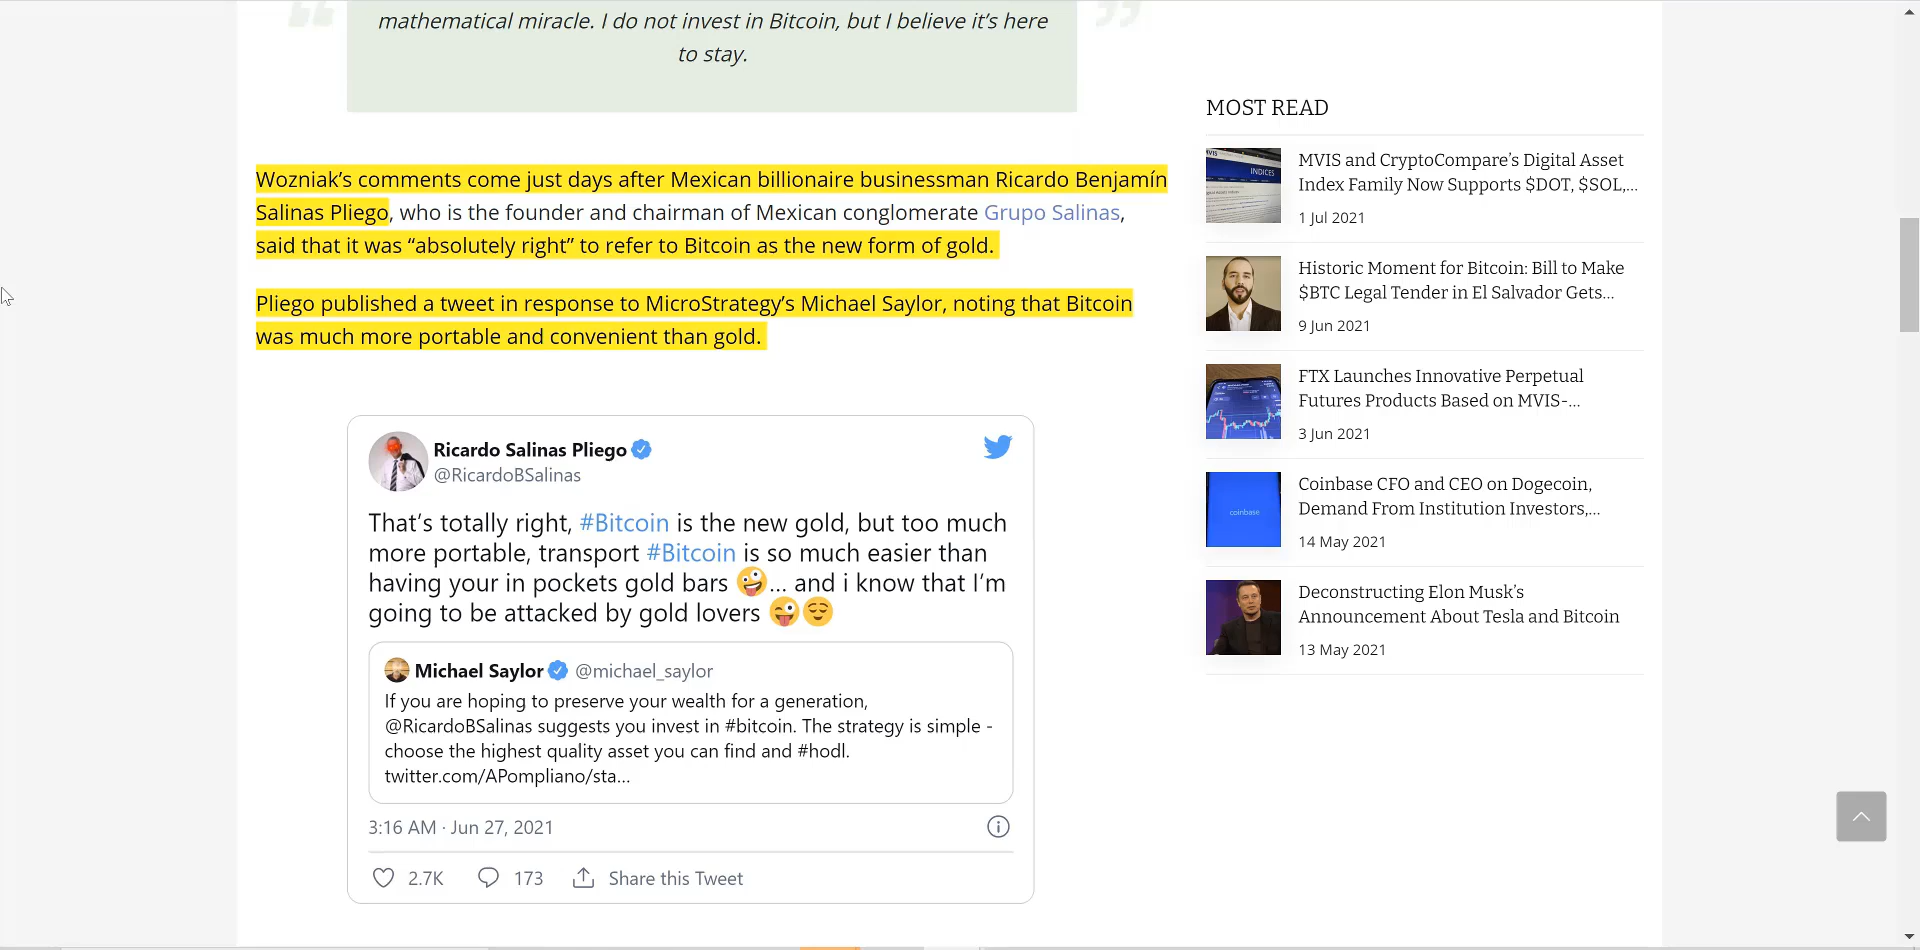 mathematical miracle. I do not invest in Bitcoin, but I believe it’s here
to stay.
Wozniak’s comments come just days after Mexican billionaire businessman Ricardo Benjamín
Salinas Pliego, who is the founder and chairman of Mexican conglomerate Grupo Salinas,
said that it was “absolutely right” to refer to Bitcoin as the new form of gold.
Pliego published a tweet in response to MicroStrategy’s Michael Saylor, noting that Bitcoin
was much more portable and convenient than gold.
Ricardo Salinas Pliego
@RicardoBSalinas
That’s totally right, #Bitcoin is the new gold, but too much
more portable, transport #Bitcoin is so much easier than
having your in pockets gold bars 🤪... and i know that I’m
going to be attacked by gold lovers 😜😌
Michael Saylor @michael_saylor
If you are hoping to preserve your wealth for a generation,
@RicardoBSalinas suggests you invest in #bitcoin. The strategy is simple -
choose the highest quality asset you can find and #hodl.
twitter.com/APompliano/sta...
3:16 AM · Jun 27, 2021
2.7K 173 Share this Tweet
MOST READ
MVIS
INDICES
MVIS and CryptoCompare’s Digital Asset
Index Family Now Supports $DOT, $SOL,...
1 Jul 2021
Historic Moment for Bitcoin: Bill to Make
$BTC Legal Tender in El Salvador Gets...
9 Jun 2021
FTX Launches Innovative Perpetual
Futures Products Based on MVIS-...
3 Jun 2021
coinbase
Coinbase CFO and CEO on Dogecoin,
Demand From Institution Investors,...
14 May 2021
Deconstructing Elon Musk’s
Announcement About Tesla and Bitcoin
13 May 2021